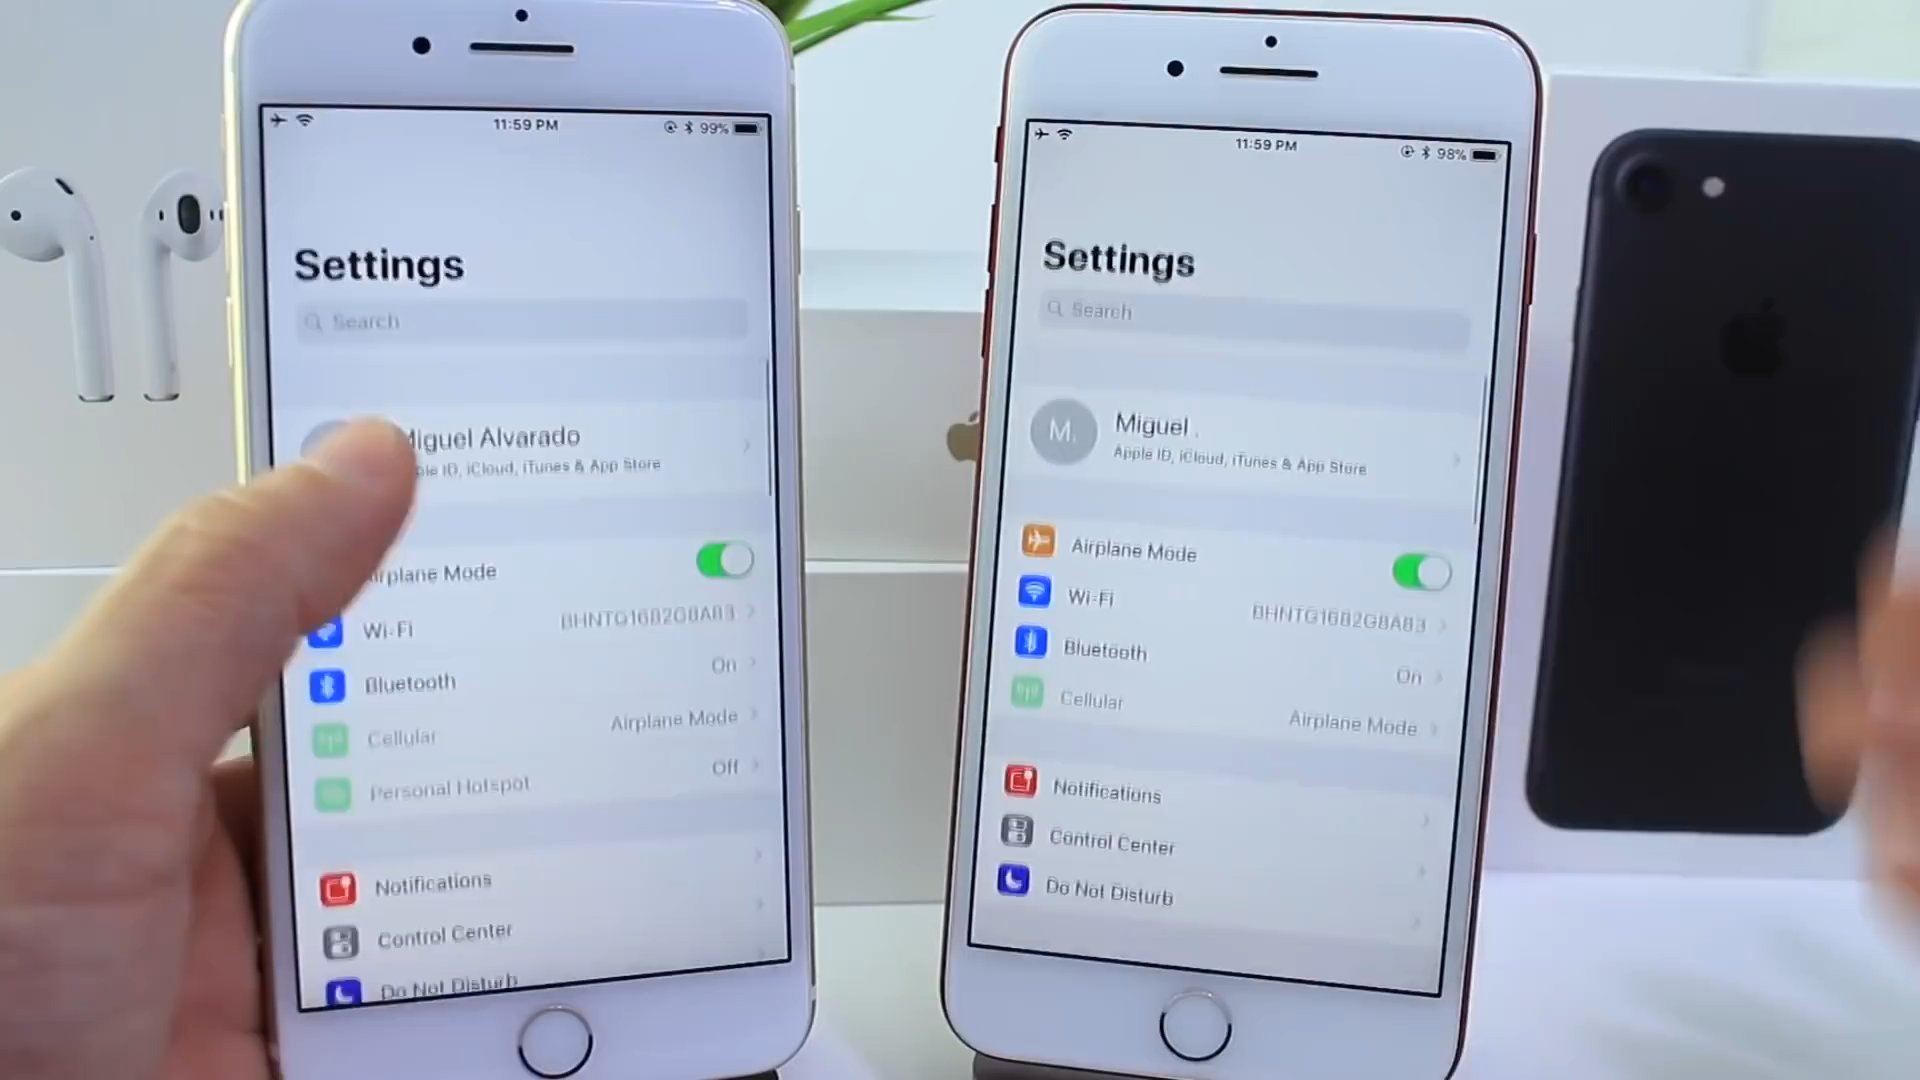 11:59 PM
99%
Settings
Search
Miguel Alvarado
ple ID, iCloud, iTunes & App Store
Airplane Mode
Wi-Fi
Bluetooth
On
Cellular
Airplane Mode
Personal Hotspot
Off
Notifications
Control Center
Do Not Disturb
11:59 PM
98%
Settings
Search
M.
Miguel .
Apple ID, iCloud, iTunes & App Store
Airplane Mode
Wi-Fi
BHNTG1682G8A83
Bluetooth
On
Cellular
Airplane Mode
Notifications
Control Center
Do Not Disturb